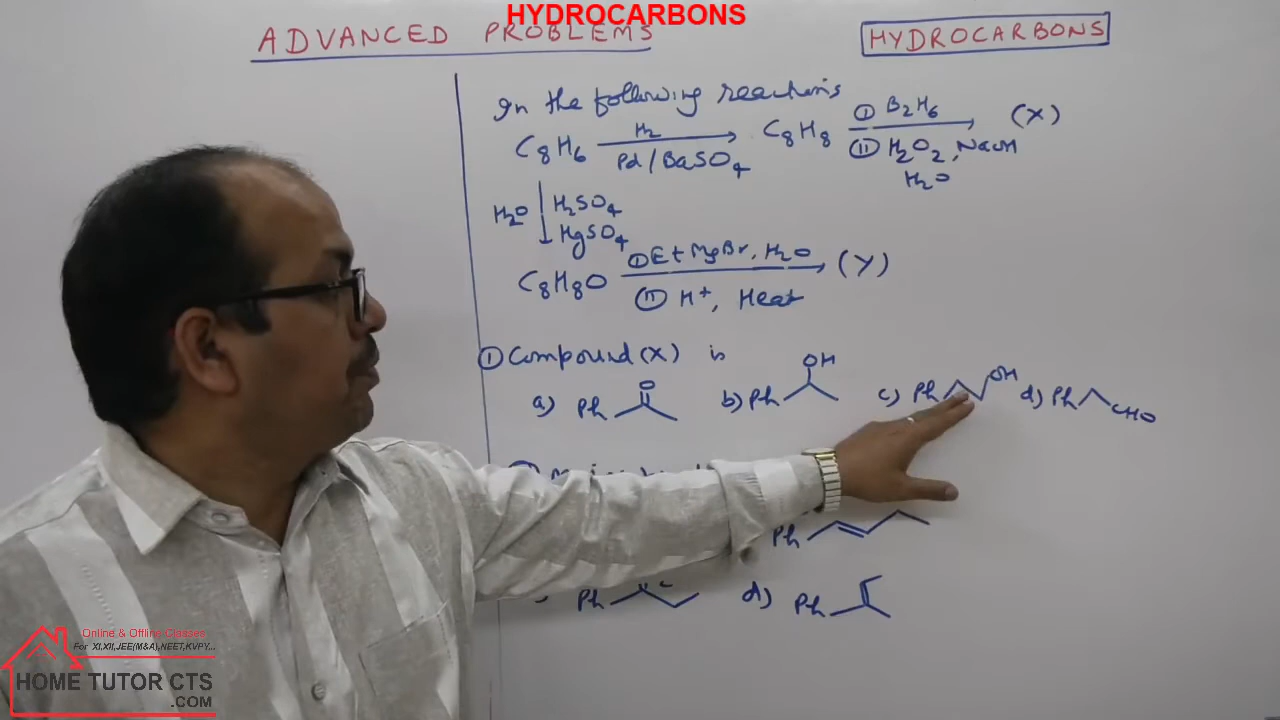 HYDROCARBONS
ADVANCED PROBLEMS
HYDROCARBONS
In the following reactions
C8H6 H2 Pd/BaSO4 C8H8 (I) B2H6 (II) H2O2, NaOH H2O (X)
H2O H2SO4 HgSO4
C8H8O (I) EtMgBr, H2O (II) H+, Heat (Y)
(1) Compound (X) is
a) Ph O b) Ph OH c) Ph OH d) Ph CHO
Ph
Ph d) Ph
Online & Offline Classes
For XI,XII,JEE(M&A),NEET,KVPY...
HOME TUTOR CTS
.COM